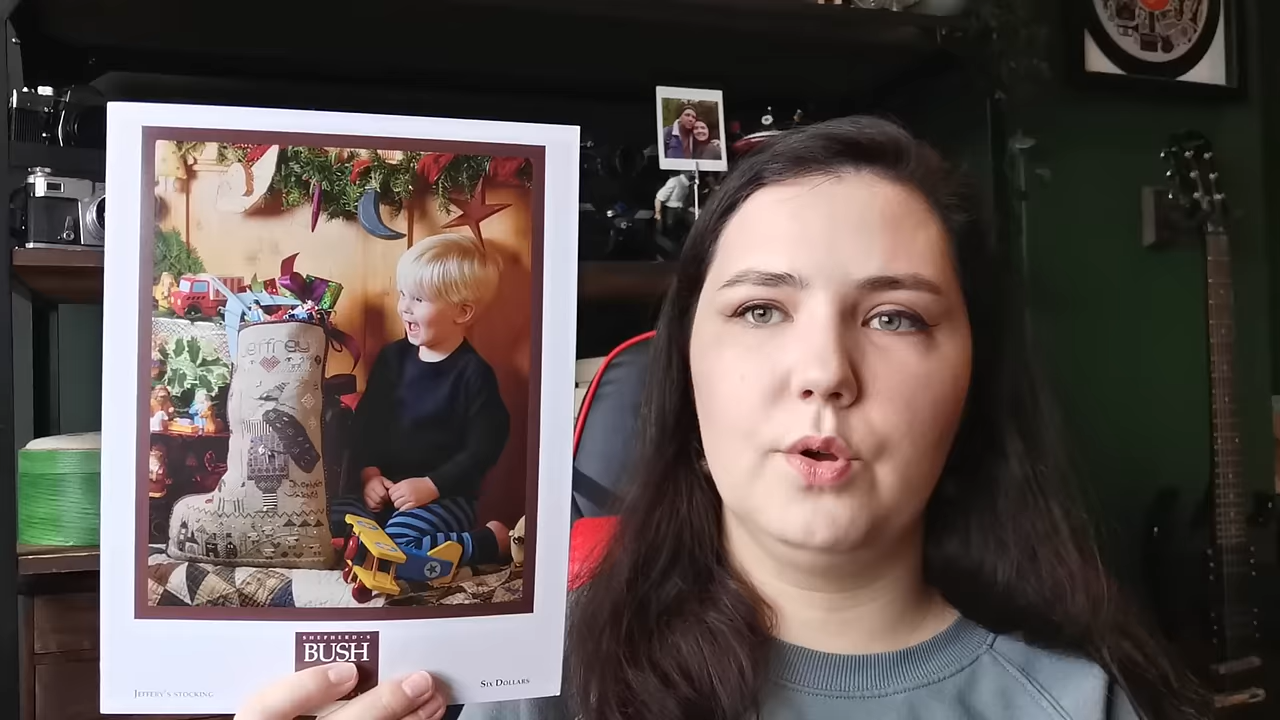 Jeffrey
SHEPHERD'S
BUSH
JEFFERY'S STOCKING
SIX DOLLARS